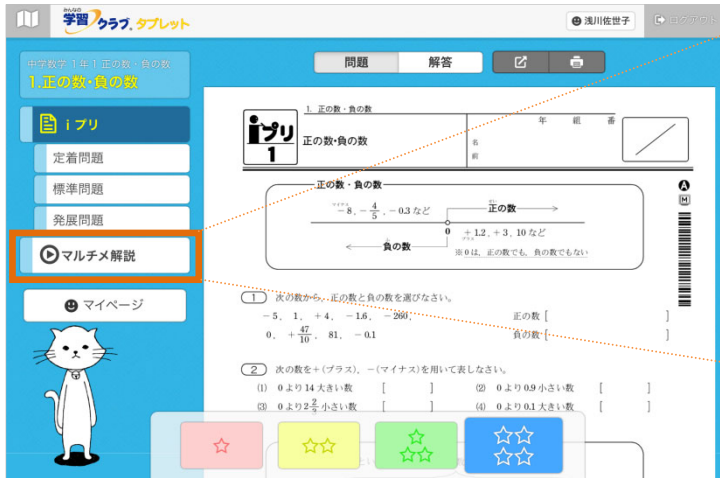 みんなの
学習クラブ。タブレット
浅川佐世子
ログアウト
中学数学 1年 1 正の数・負の数
1.正の数・負の数
i プリ
定着問題
標準問題
発展問題
マルチメ解説
マイページ
問題 解答
1. 正の数・負の数
iプリ
1
正の数・負の数
年 組 番
名前
正の数・負の数
マイナス
−8, −4/5, −0.3 など
正の数
0
+1.2, +3, 10 など
プラス
負の数
※0は、正の数でも、負の数でもない
A
M
1 次の数から、正の数と負の数を選びなさい。
−5, 1, +4, −1.6, −260, 正の数 [ ]
0, +47/10, 81, −0.1 負の数 [ ]
2 次の数を+(プラス)、−(マイナス)を用いて表しなさい。
(1) 0より14大きい数 [ ] (2) 0より0.9小さい数 [ ]
(3) 0より2 2/3小さい数 [ ] (4) 0より0.1大きい数 [ ]